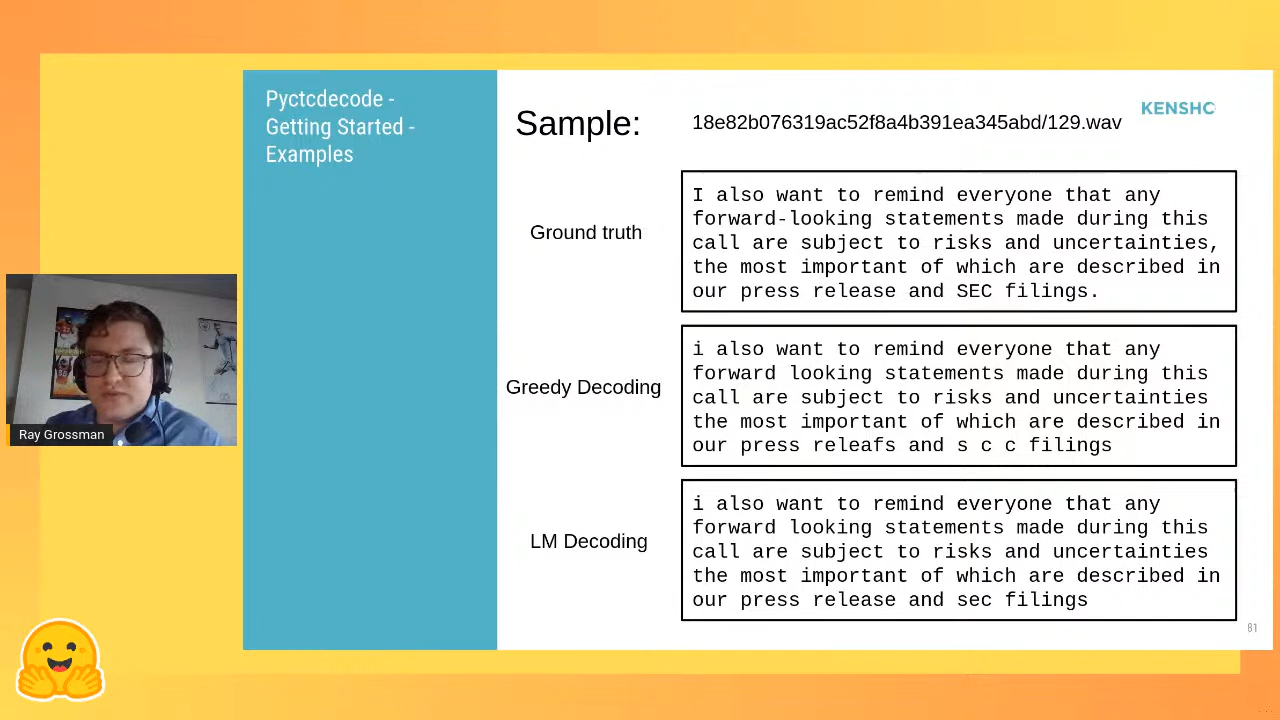 Pyctcdecode -
Getting Started -
Examples
Sample:
18e82b076319ac52f8a4b391ea345abd/129.wav
KENSHO
Ground truth
I also want to remind everyone that any
forward-looking statements made during this
call are subject to risks and uncertainties,
the most important of which are described in
our press release and SEC filings.
Greedy Decoding
i also want to remind everyone that any
forward looking statements made during this
call are subject to risks and uncertainties
the most important of which are described in
our press releafs and s c c filings
LM Decoding
i also want to remind everyone that any
forward looking statements made during this
call are subject to risks and uncertainties
the most important of which are described in
our press release and sec filings
81
Ray Grossman